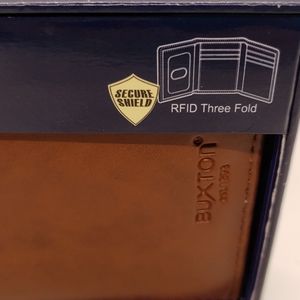 SECURE
SHIELD
RFID Three Fold
BUXTON